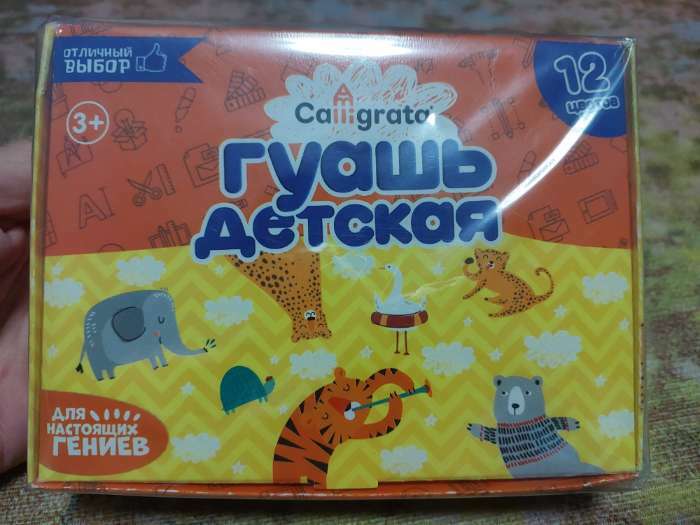 ОТЛИЧНЫЙ
ВЫБОР
12
ЦВЕТОВ
3+
Calligrata
ГУАШЬ
ДЕТСКАЯ
ДЛЯ
НАСТОЯЩИХ
ГЕНИЕВ